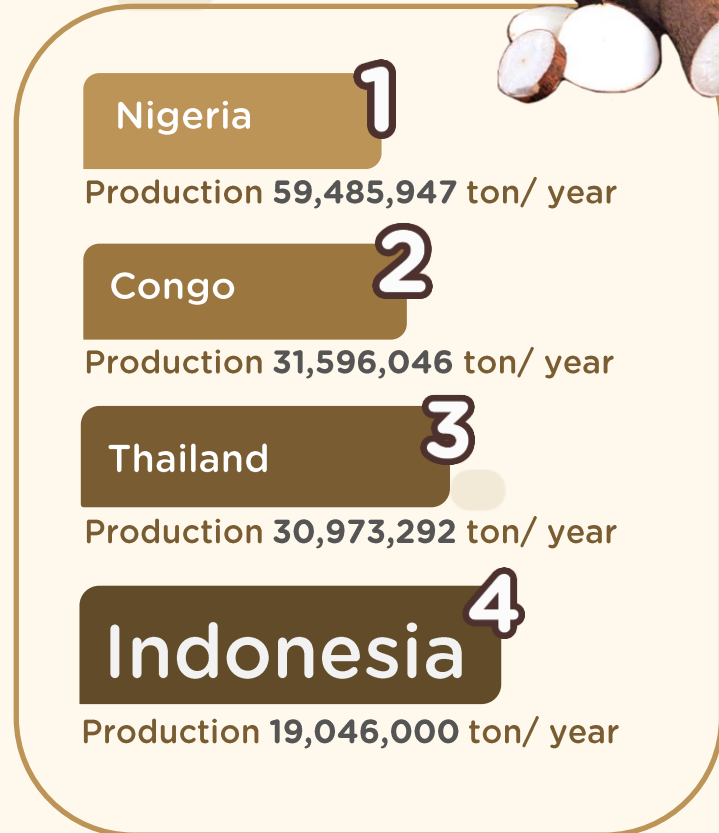 Nigeria
1
Production 59,485,947 ton/ year
Congo
2
Production 31,596,046 ton/ year
Thailand
3
Production 30,973,292 ton/ year
Indonesia
4
Production 19,046,000 ton/ year